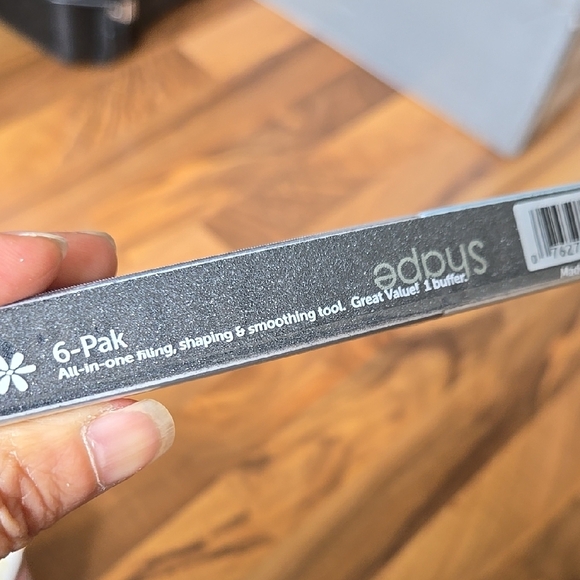 6-Pak
All-in-one filing, shaping & smoothing tool. Great Value! 1 buffer.
Shape